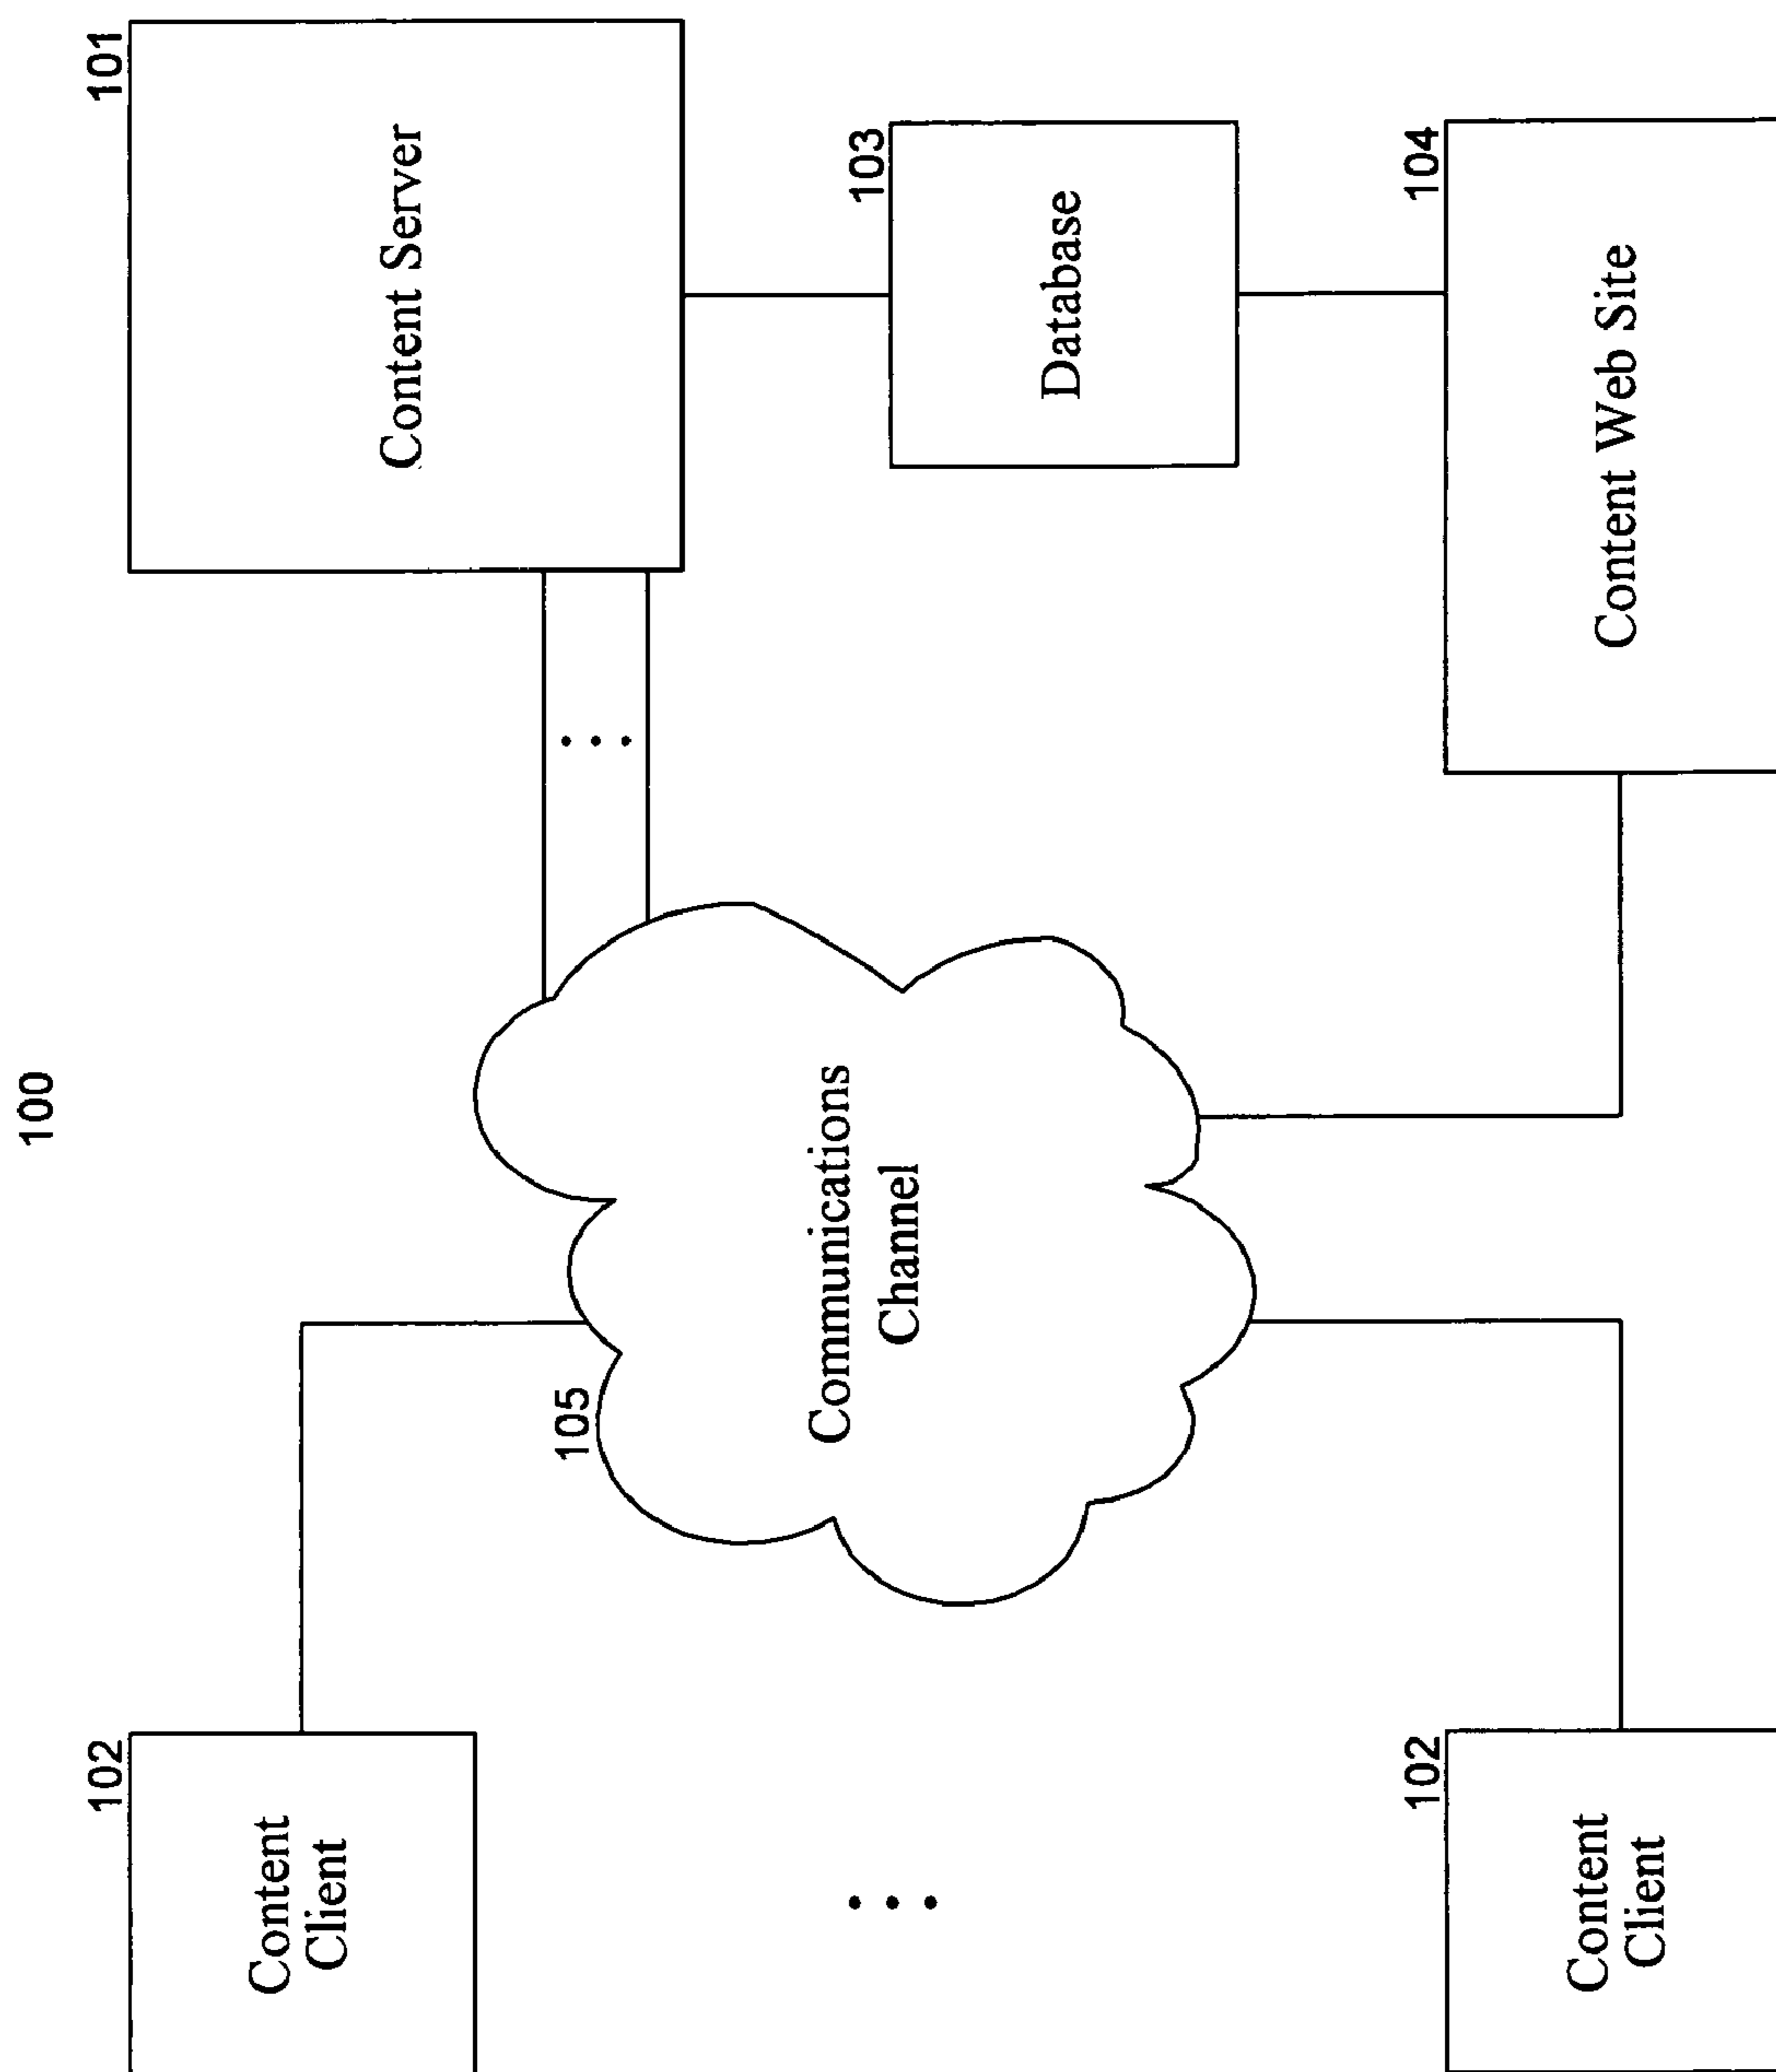 100
102
Content
Client
101
Content Server
105
Communications
Channel
103
Database
102
Content
Client
104
Content Web Site